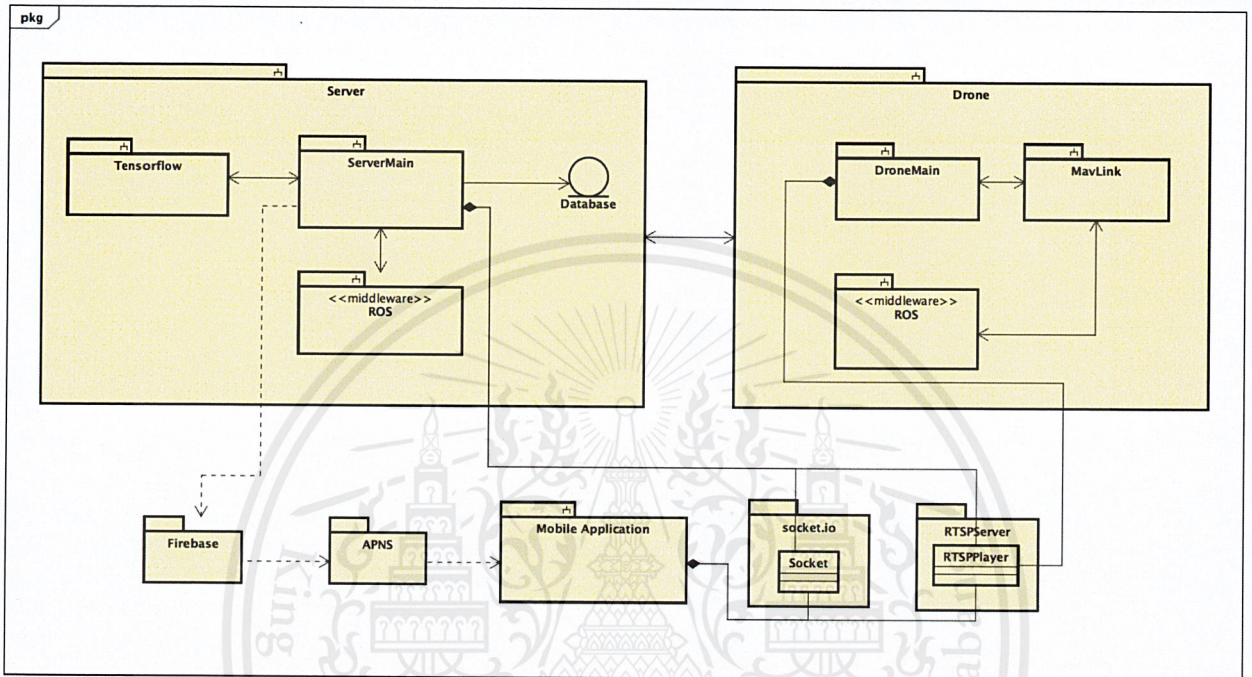 pkg
Server
Tensorflow
ServerMain
Database
<<middleware>>
ROS
Drone
DroneMain
MavLink
<<middleware>>
ROS
Firebase
APNS
Mobile Application
socket.io
Socket
RTSPServer
RTSPPlayer
King